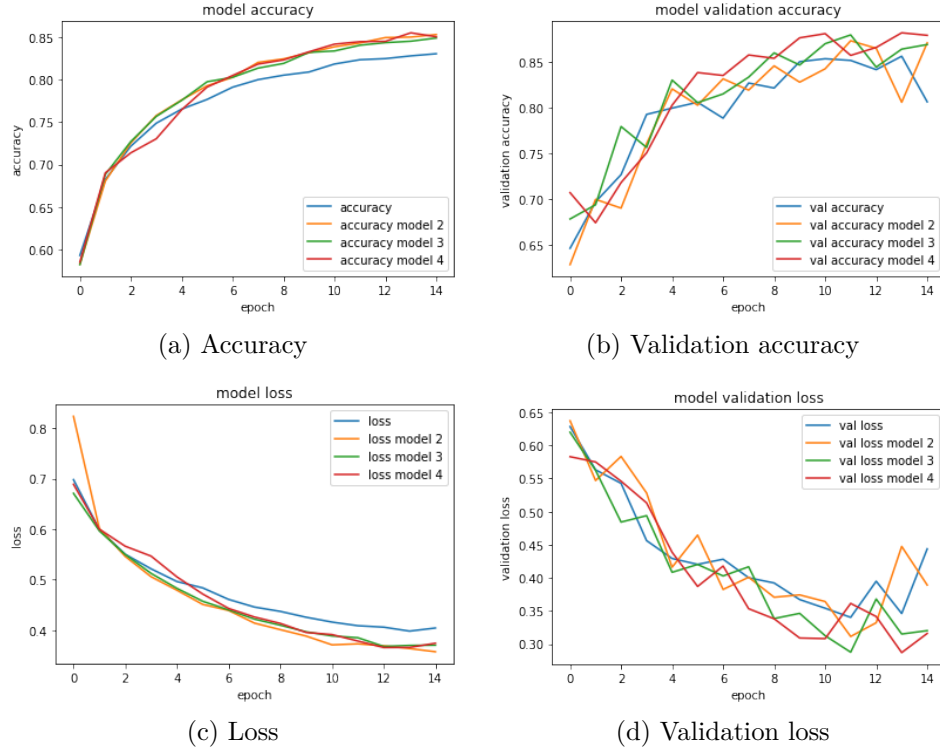 model accuracy
accuracy
0.85
0.80
0.75
0.70
0.65
0.60
accuracy
accuracy model 2
accuracy model 3
accuracy model 4
0 2 4 6 8 10 12 14
epoch
(a) Accuracy
model validation accuracy
validation accuracy
0.85
0.80
0.75
0.70
0.65
val accuracy
val accuracy model 2
val accuracy model 3
val accuracy model 4
0 2 4 6 8 10 12 14
epoch
(b) Validation accuracy
model loss
loss
0.8
0.7
0.6
0.5
0.4
loss
loss model 2
loss model 3
loss model 4
0 2 4 6 8 10 12 14
epoch
(c) Loss
model validation loss
validation loss
0.65
0.60
0.55
0.50
0.45
0.40
0.35
0.30
val loss
val loss model 2
val loss model 3
val loss model 4
0 2 4 6 8 10 12 14
epoch
(d) Validation loss